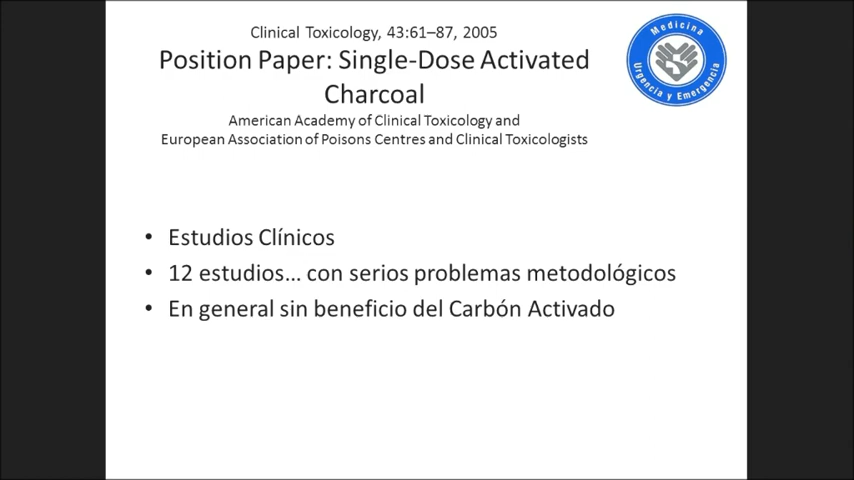 Clinical Toxicology, 43:61–87, 2005
Position Paper: Single-Dose Activated
Charcoal
American Academy of Clinical Toxicology and
European Association of Poisons Centres and Clinical Toxicologists
Medicina
Urgencia y Emergencia
• Estudios Clínicos
• 12 estudios... con serios problemas metodológicos
• En general sin beneficio del Carbón Activado